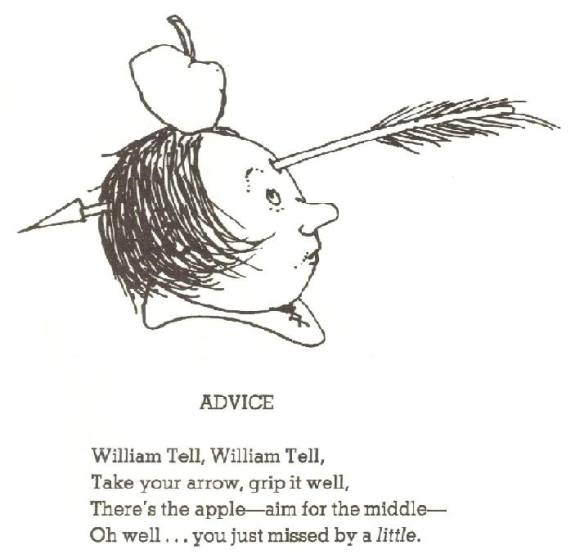 ADVICE
William Tell, William Tell,
Take your arrow, grip it well,
There's the apple—aim for the middle—
Oh well . . . you just missed by a little.